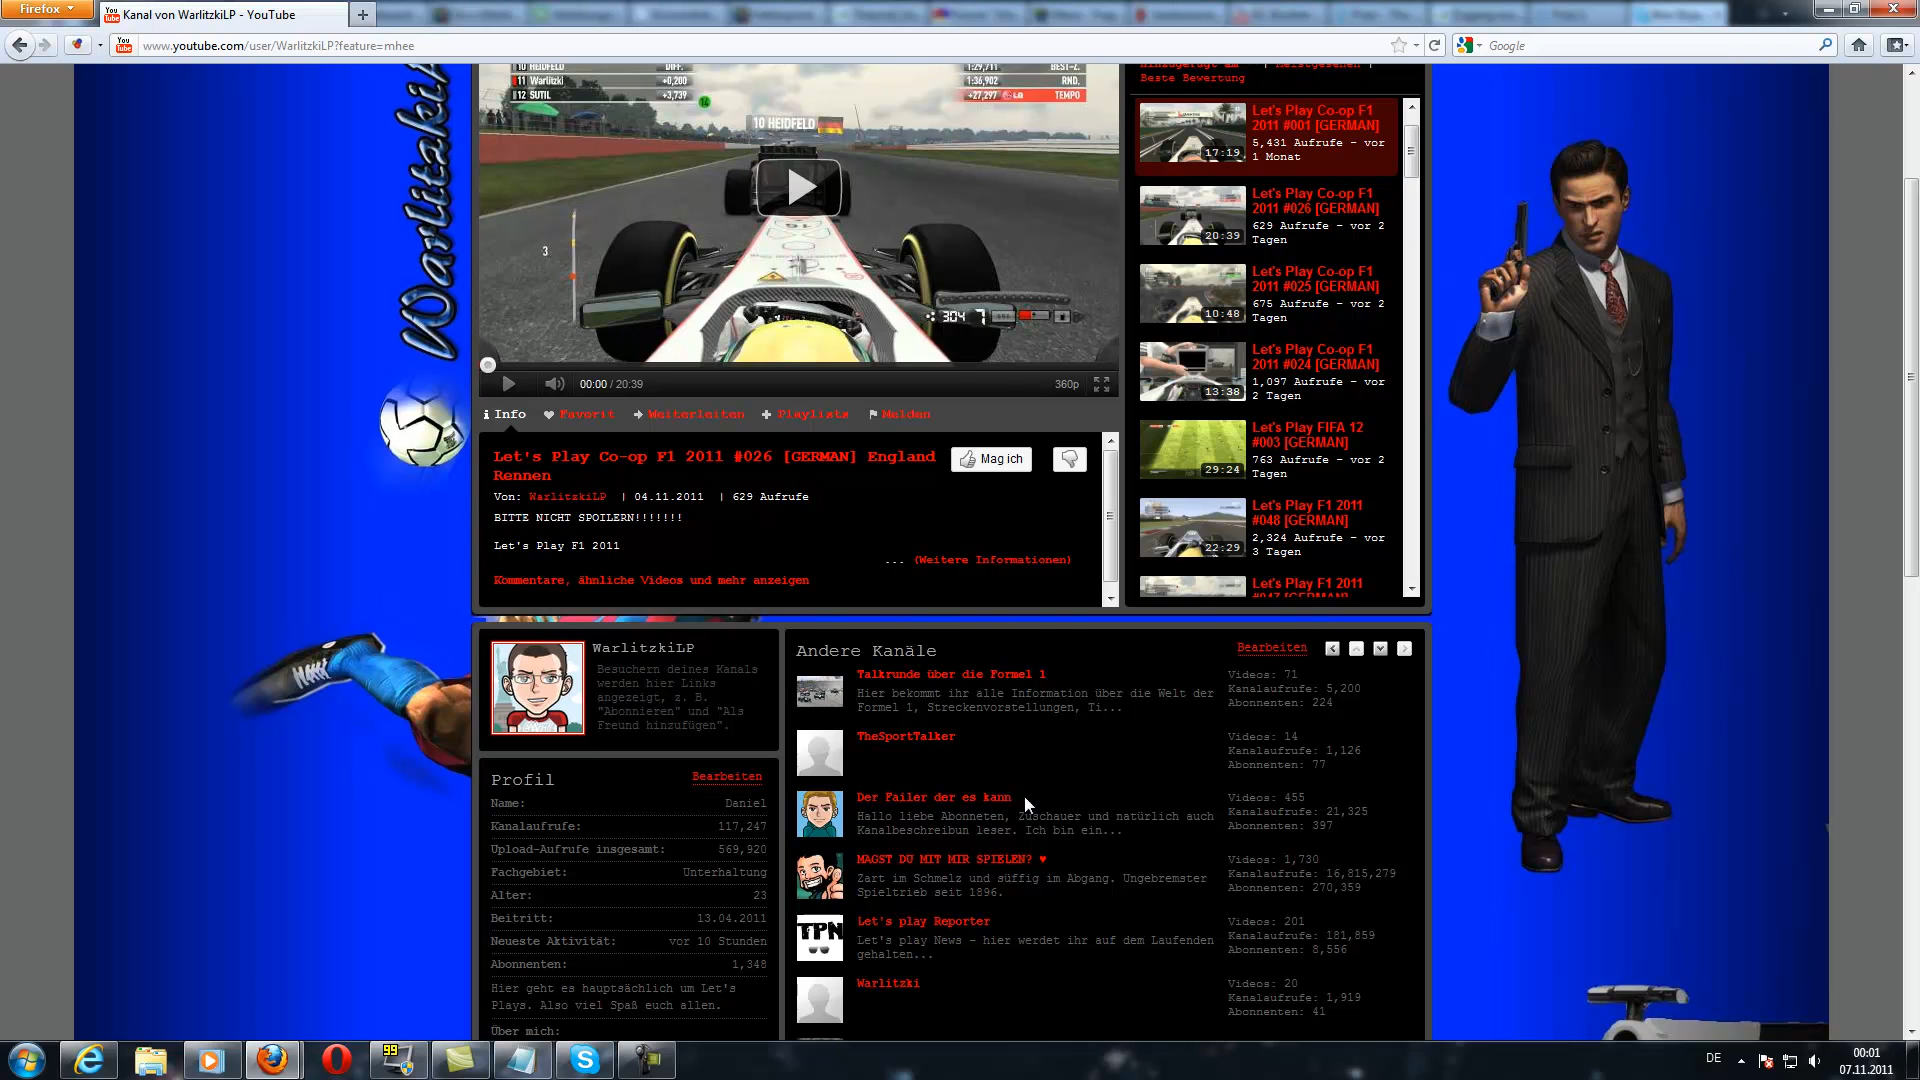 Firefox
Kanal von WarlitzkiLP - YouTube
www.youtube.com/user/WarlitzkiLP?feature=mhee
Google
Warlitzki
10 HEIDFELD DIFF. 1:29,711 BEST-Z.
11 Warlitzki +0,200 1:36,902 RND.
12 SUTIL +3,739 +27,297 TEMPO
14
10 HEIDFELD
3
304 7
00:00 / 20:39
360p
Info
Favorit
Weiterleiten
Playlists
Melden
Let's Play Co-op F1 2011 #026 [GERMAN] England
Rennen
Mag ich
Von: WarlitzkiLP | 04.11.2011 | 629 Aufrufe
BITTE NICHT SPOILERN!!!!!!!
Let's Play F1 2011
... (Weitere Informationen)
Kommentare, ähnliche Videos und mehr anzeigen
Hinzugefügt am | Meistgesehen |
Beste Bewertung
Let's Play Co-op F1
2011 #001 [GERMAN]
5,431 Aufrufe - vor
1 Monat
17:19
Let's Play Co-op F1
2011 #026 [GERMAN]
629 Aufrufe - vor 2
Tagen
20:39
Let's Play Co-op F1
2011 #025 [GERMAN]
675 Aufrufe - vor 2
Tagen
10:48
Let's Play Co-op F1
2011 #024 [GERMAN]
1,097 Aufrufe - vor
2 Tagen
13:38
Let's Play FIFA 12
#003 [GERMAN]
763 Aufrufe - vor 2
Tagen
29:24
Let's Play F1 2011
#048 [GERMAN]
2,324 Aufrufe - vor
3 Tagen
22:29
Let's Play F1 2011
#047 [GERMAN]
WarlitzkiLP
Besuchern deines Kanals
werden hier Links
angezeigt, z. B.
"Abonnieren" und "Als
Freund hinzufügen".
Profil
Bearbeiten
Name: Daniel
Kanalaufrufe: 117,247
Upload-Aufrufe insgesamt: 569,920
Fachgebiet: Unterhaltung
Alter: 23
Beitritt: 13.04.2011
Neueste Aktivität: vor 10 Stunden
Abonnenten: 1,348
Hier geht es hauptsächlich um Let's
Plays. Also viel Spaß euch allen.
Über mich:
Andere Kanäle
Bearbeiten
Talkrunde über die Formel 1
Hier bekommt ihr alle Information über die Welt der
Formel 1, Streckenvorstellungen, Ti...
Videos: 71
Kanalaufrufe: 5,200
Abonnenten: 224
TheSportTalker
Videos: 14
Kanalaufrufe: 1,126
Abonnenten: 77
Der Failer der es kann
Hallo liebe Abonneten, Zuschauer und natürlich auch
Kanalbeschreibun leser. Ich bin ein...
Videos: 455
Kanalaufrufe: 21,325
Abonnenten: 397
MAGST DU MIT MIR SPIELEN? ♥
Zart im Schmelz und süffig im Abgang. Ungebremster
Spieltrieb seit 1896.
Videos: 1,730
Kanalaufrufe: 16,815,279
Abonnenten: 270,359
TPN
Let's play Reporter
Let's play News - hier werdet ihr auf dem Laufenden
gehalten...
Videos: 201
Kanalaufrufe: 181,859
Abonnenten: 8,556
Warlitzki
Videos: 20
Kanalaufrufe: 1,919
Abonnenten: 41
99
DE
00:01
07.11.2011